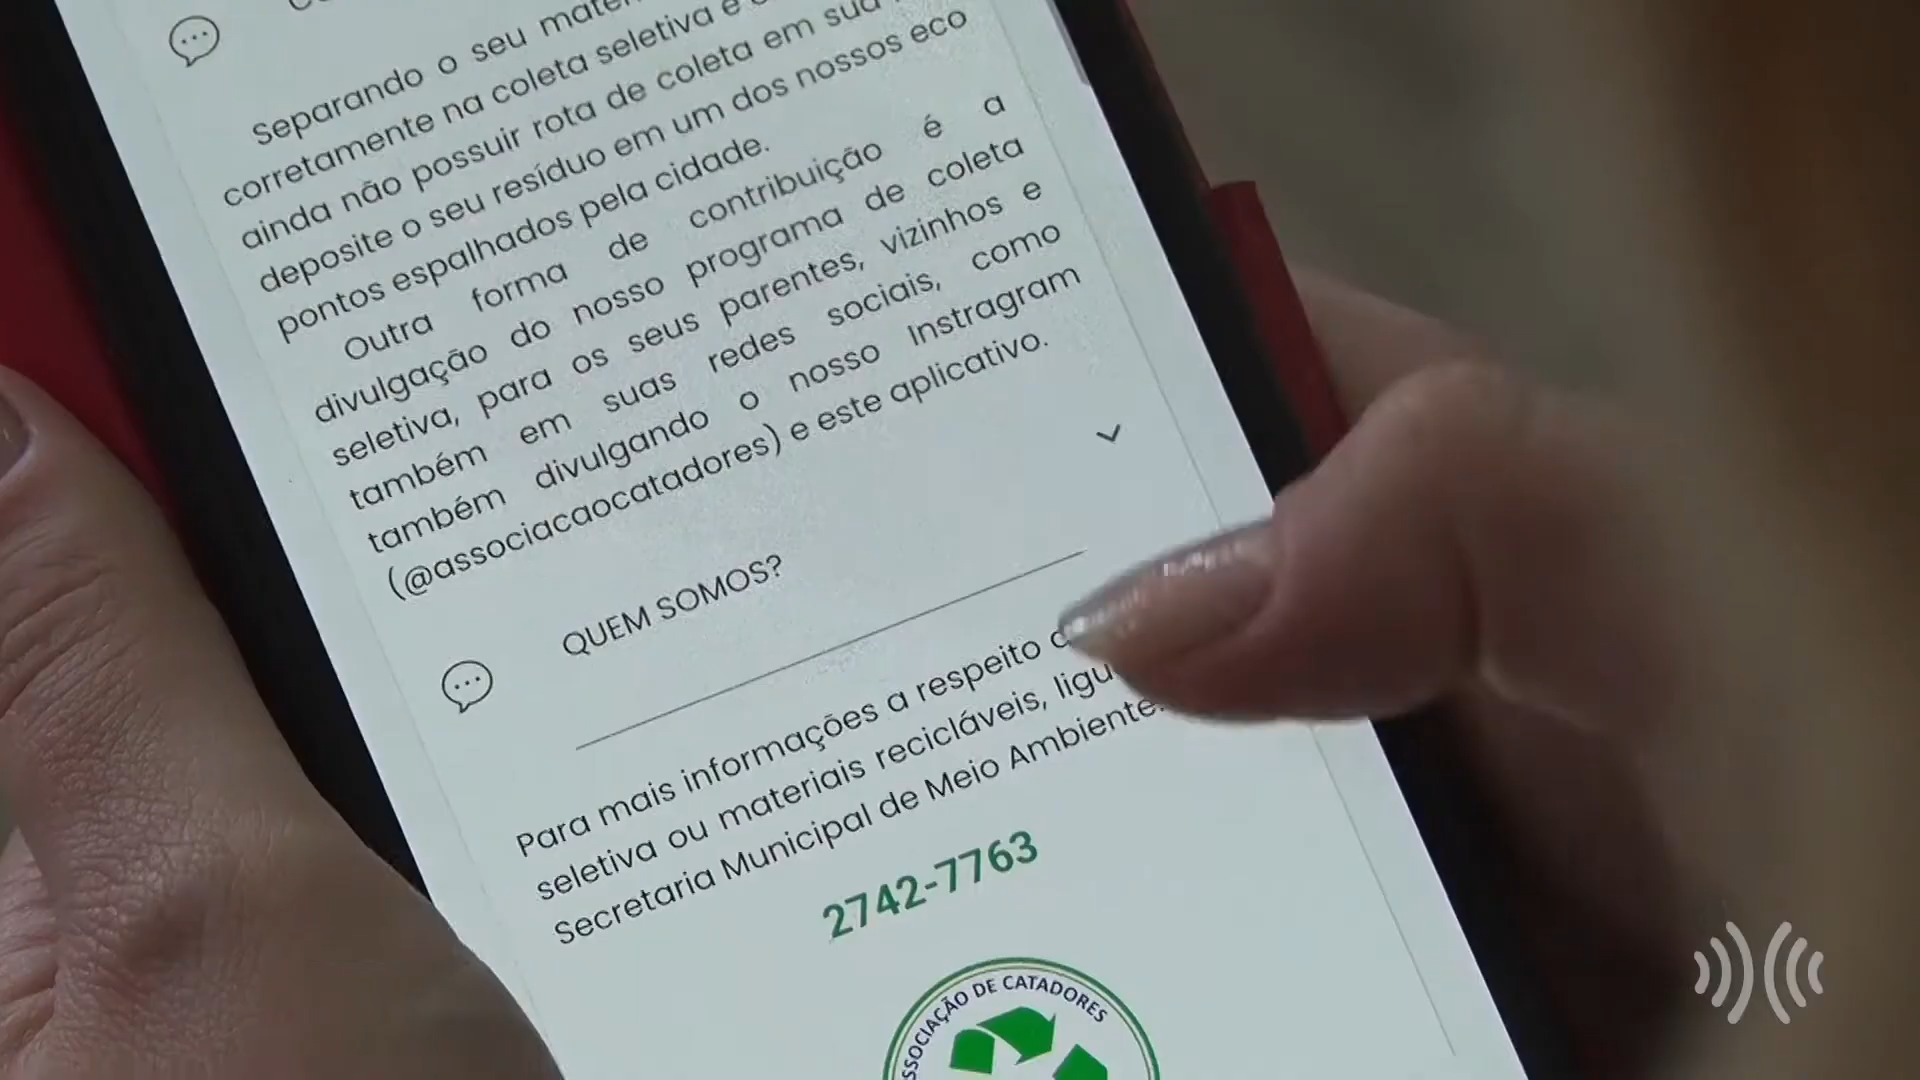 Separando o seu
corretamente na coleta seletiva e
ainda não possuir rota de coleta em sua
deposite o seu resíduo em um dos nossos eco
pontos espalhados pela cidade.
Outra forma de contribuição é a
divulgação do nosso programa de coleta
seletiva, para os seus parentes, vizinhos e
também em suas redes sociais, como
também divulgando o nosso Instragram
(@associacaocatadores) e este aplicativo.
QUEM SOMOS?
Para mais informações a respeito
seletiva ou materiais recicláveis,
Secretaria Municipal de Meio Ambiente.
2742-7763
DE CATADORES